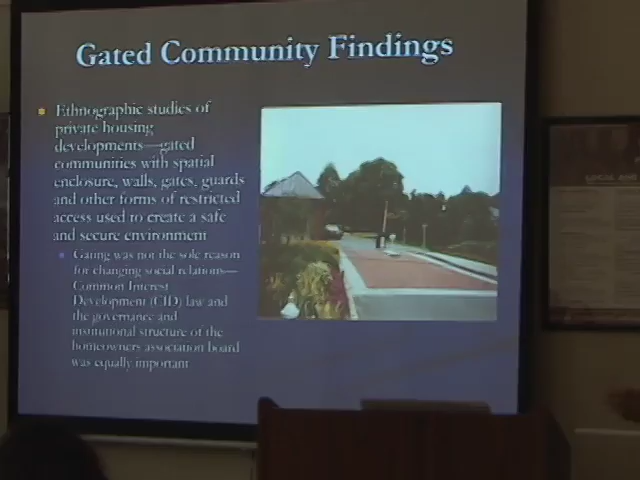 Gated Community Findings
Ethnographic studies of
private housing
developments—gated
communities with spatial
enclosure, walls, gates, guards
and other forms of restricted
access used to create a safe
and secure environment
Gating was not the sole reason
for changing social relations—
Common Interest
Development (CID) law and
the governance and
institutional structure of the
homeowners association board
was equally important